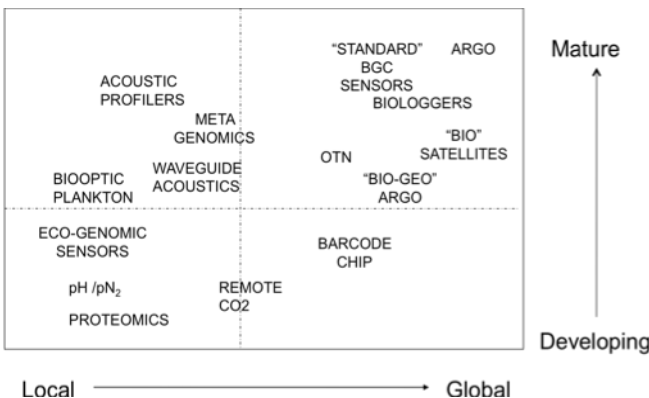 "STANDARD"
BGC
SENSORS
ARGO
Mature
ACOUSTIC
PROFILERS
BIOLOGGERS
META
GENOMICS
"BIO"
SATELLITES
OTN
WAVEGUIDE
ACOUSTICS
BIOOPTIC
PLANKTON
"BIO-GEO"
ARGO
ECO-GENOMIC
SENSORS
BARCODE
CHIP
pH /pN₂
REMOTE
CO2
PROTEOMICS
Developing
Local
Global